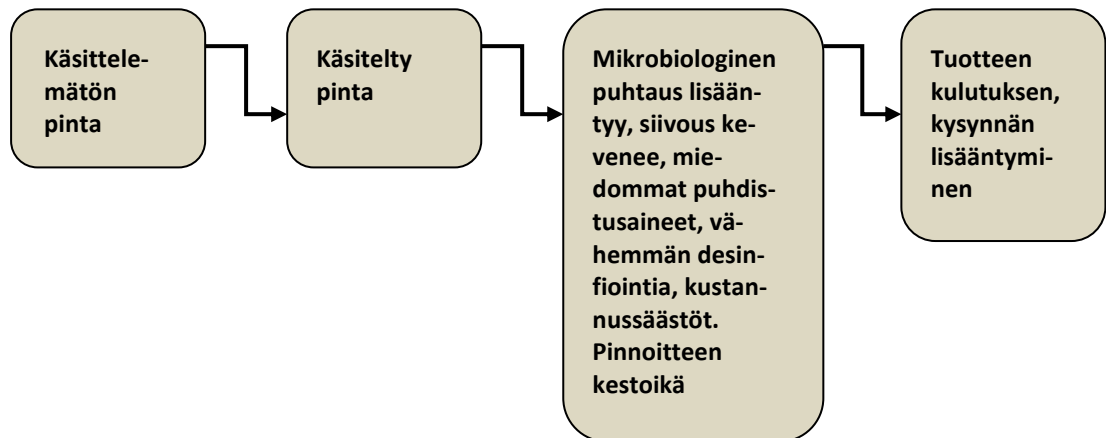 Käsittele-
mätön
pinta
Käsitelty
pinta
Mikrobiologinen
puhtaus lisään-
tyy, siivous ke-
venee, mie-
dommat puhdis-
tusaineet, vä-
hemmän desin-
fiointia, kustan-
nussäästöt.
Pinnoitteen
kestoikä
Tuotteen
kulutuksen,
kysynnän
lisääntymi-
nen